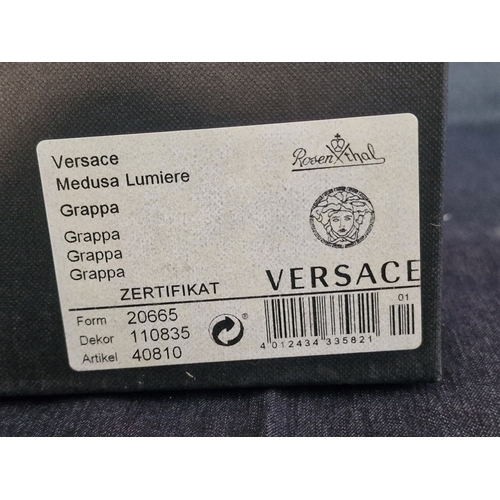 Versace
Medusa Lumiere
Grappa
Grappa
Grappa
Grappa
ZERTIFIKAT
Form 20665
Dekor 110835
Artikel 40810
®
Rosenthal
VERSACE
01
4 012434 335821